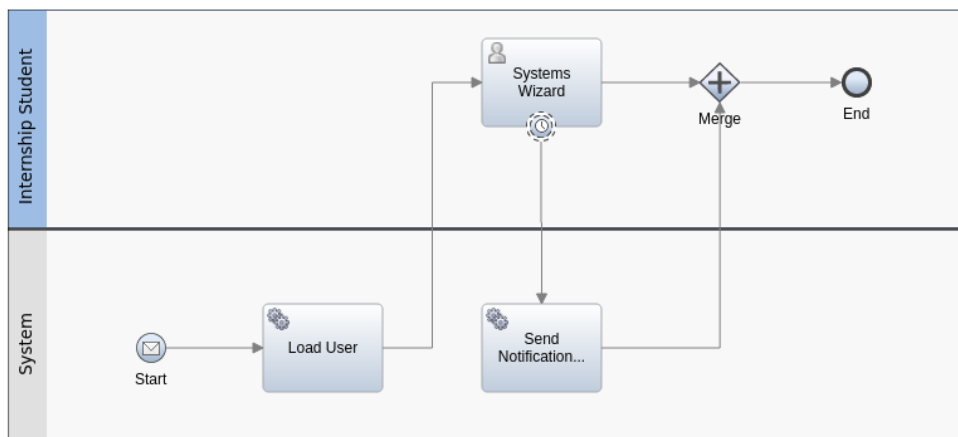 Internship Student
Systems
Wizard
Merge
End
System
Start
Load User
Send
Notification...